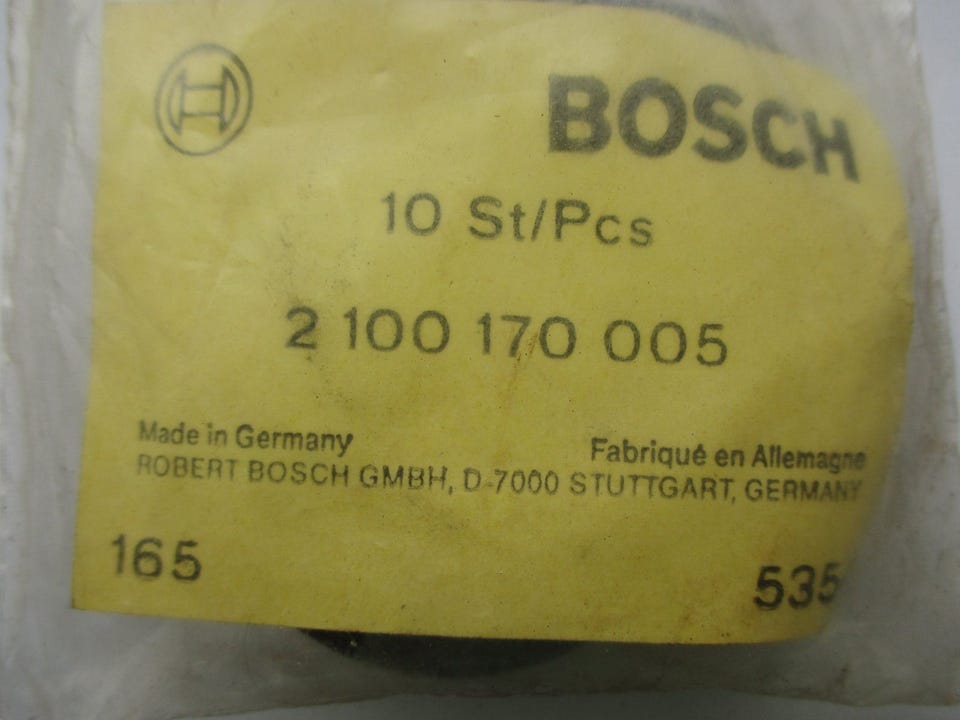 BOSCH
10 St/Pcs
2 100 170 005
Made in Germany Fabriqué en Allemagne
ROBERT BOSCH GMBH, D-7000 STUTTGART, GERMANY
165 535